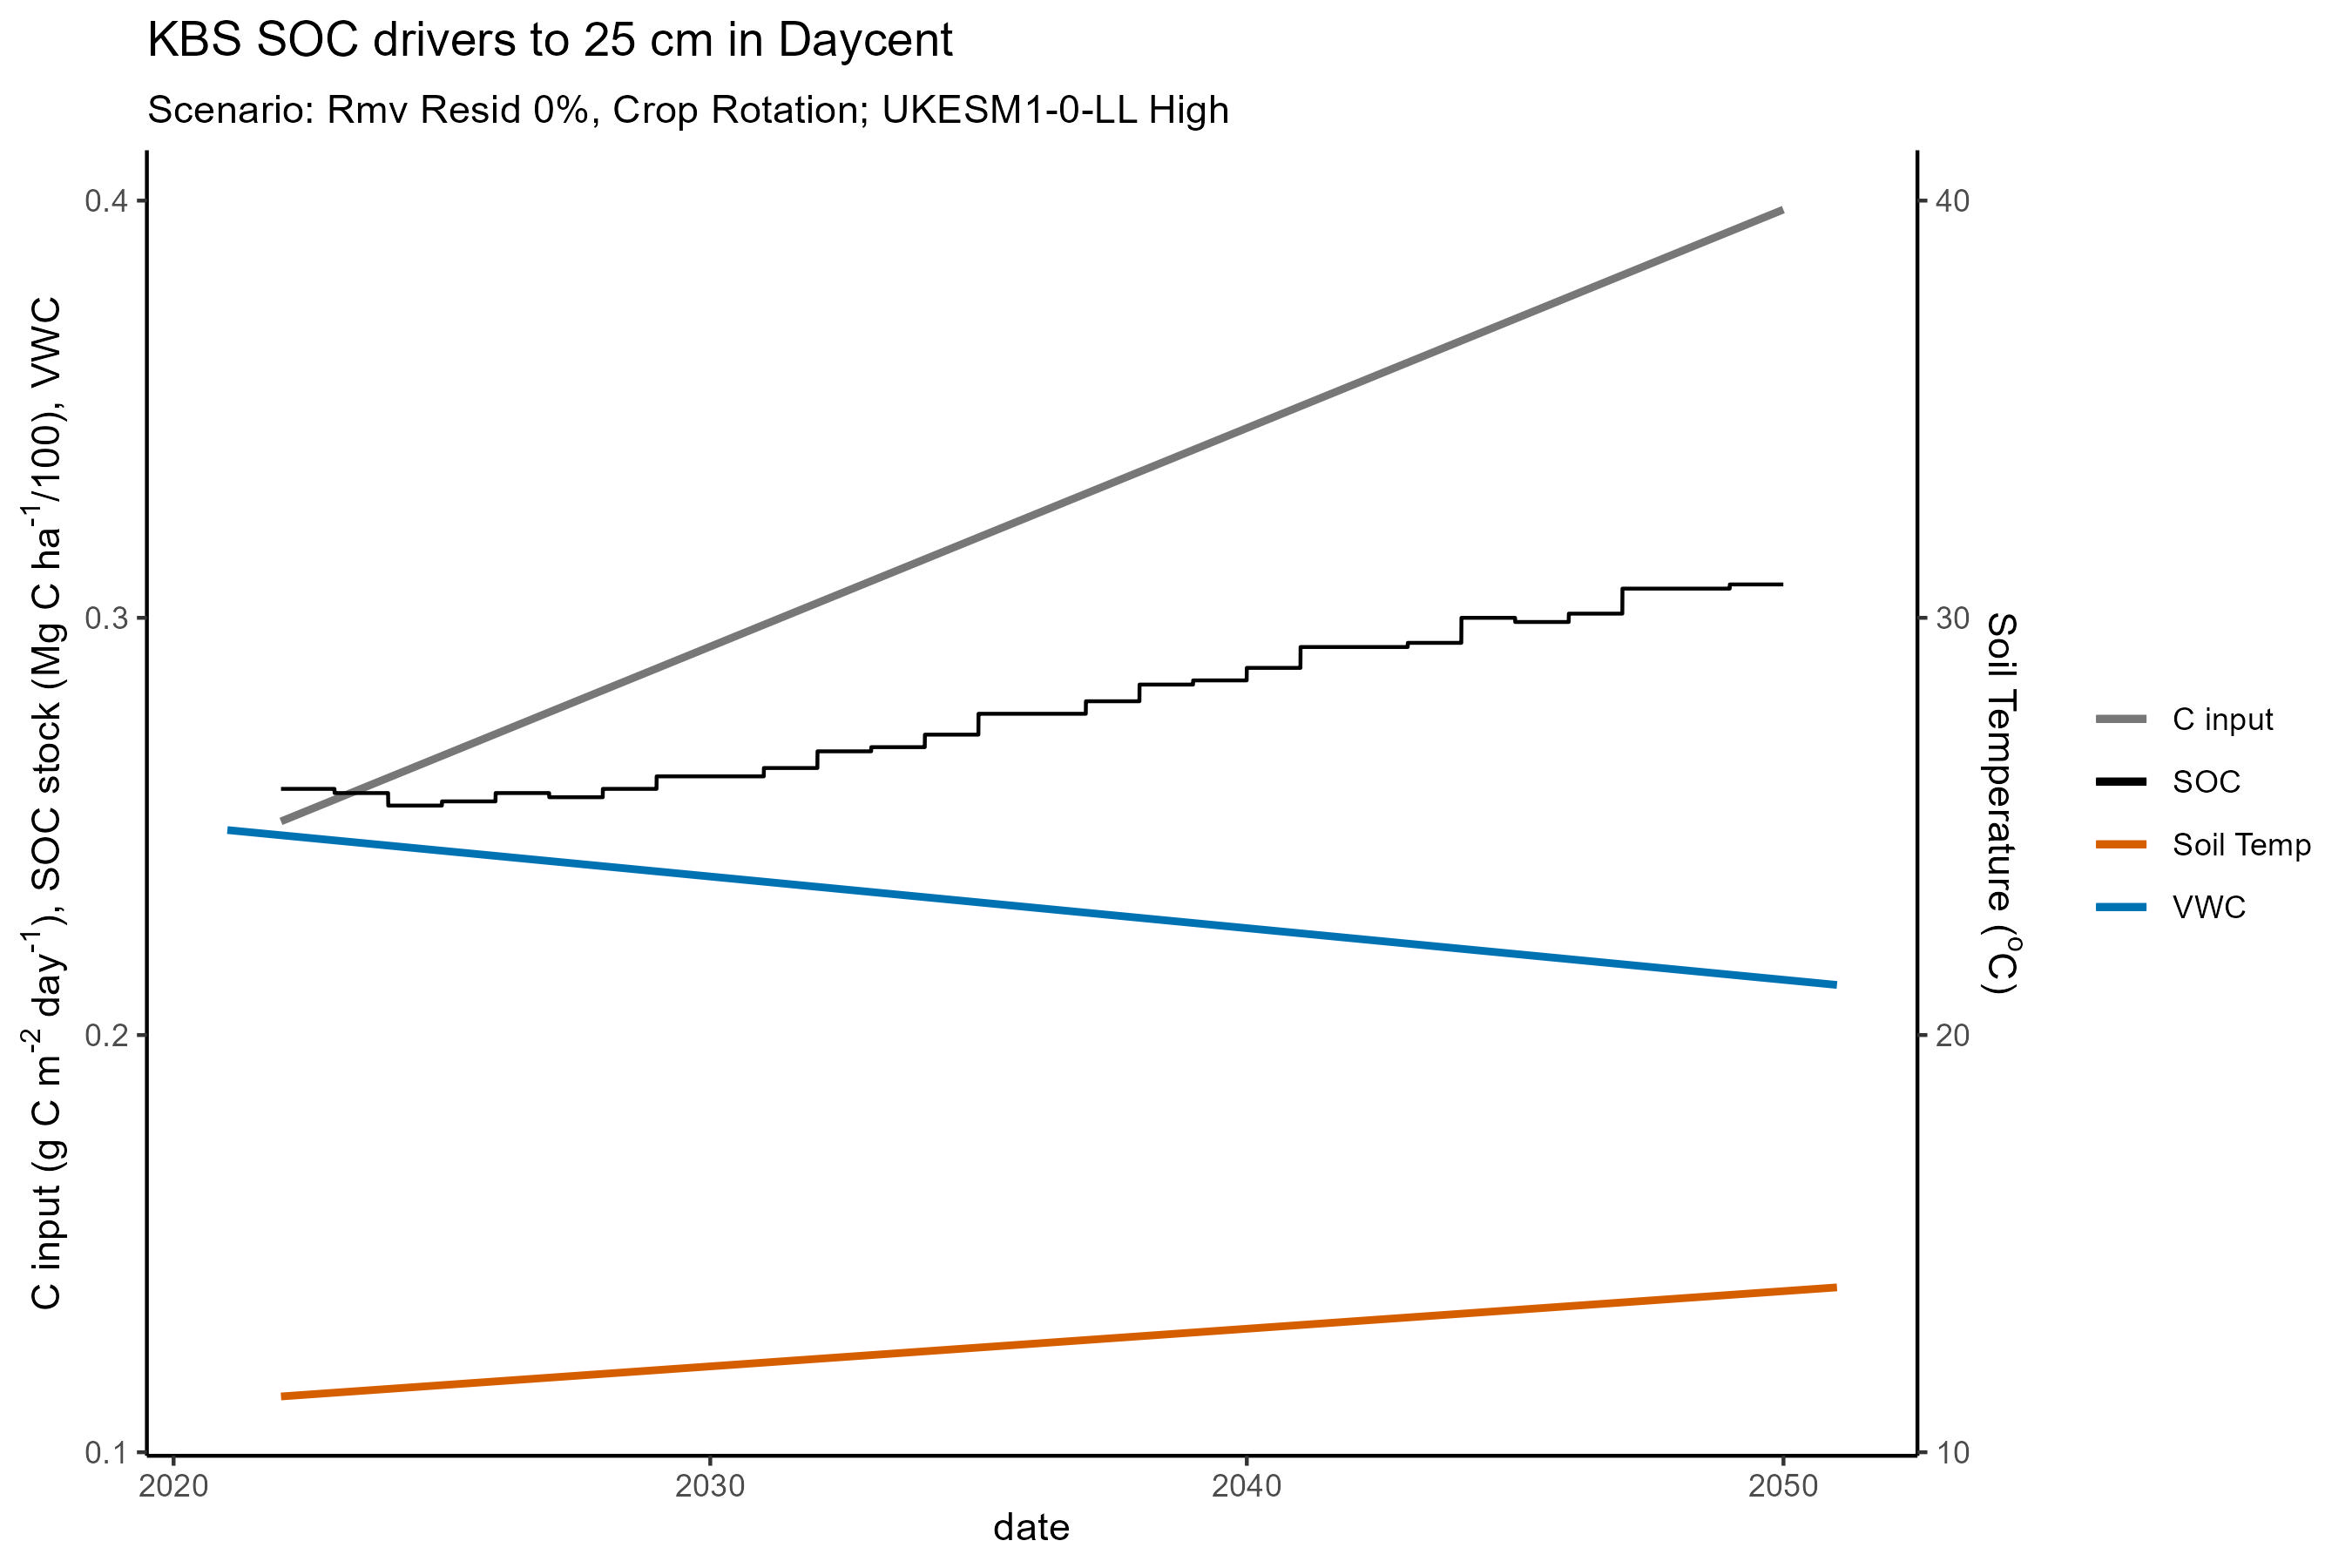 KBS SOC drivers to 25 cm in Daycent
Scenario: Rmv Resid 0%, Crop Rotation; UKESM1-0-LL High
C input (g C m⁻² day⁻¹), SOC stock (Mg C ha⁻¹/100), VWC
0.4
0.3
0.2
0.1
2020
2030
2040
2050
date
40
30
20
10
Soil Temperature (°C)
C input
SOC
Soil Temp
VWC